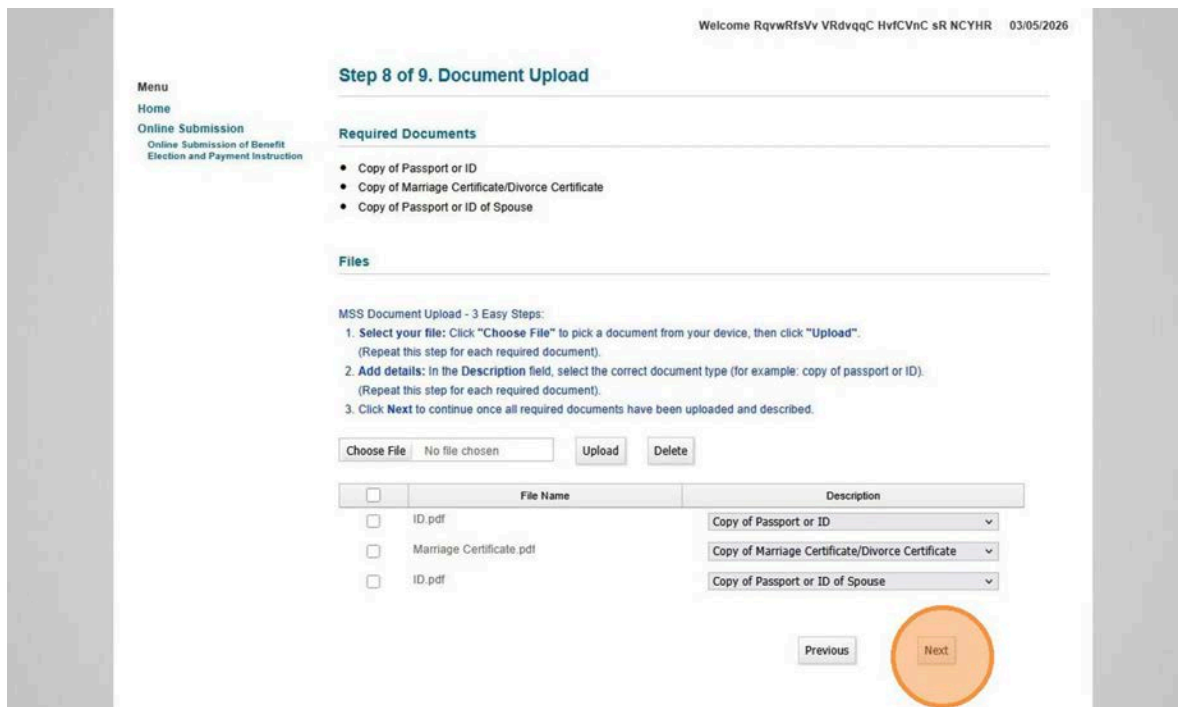 Welcome RqvwRfsVv VRdvqqC HvfCVnC sR NCYHR 03/05/2026
Menu
Home
Online Submission
Online Submission of Benefit
Election and Payment Instruction
Step 8 of 9. Document Upload
Required Documents
• Copy of Passport or ID
• Copy of Marriage Certificate/Divorce Certificate
• Copy of Passport or ID of Spouse
Files
MSS Document Upload - 3 Easy Steps:
1. Select your file: Click "Choose File" to pick a document from your device, then click "Upload".
(Repeat this step for each required document).
2. Add details: In the Description field, select the correct document type (for example: copy of passport or ID).
(Repeat this step for each required document).
3. Click Next to continue once all required documents have been uploaded and described.
Choose File No file chosen Upload Delete
File Name Description
ID.pdf Copy of Passport or ID
Marriage Certificate.pdf Copy of Marriage Certificate/Divorce Certificate
ID.pdf Copy of Passport or ID of Spouse
Previous Next